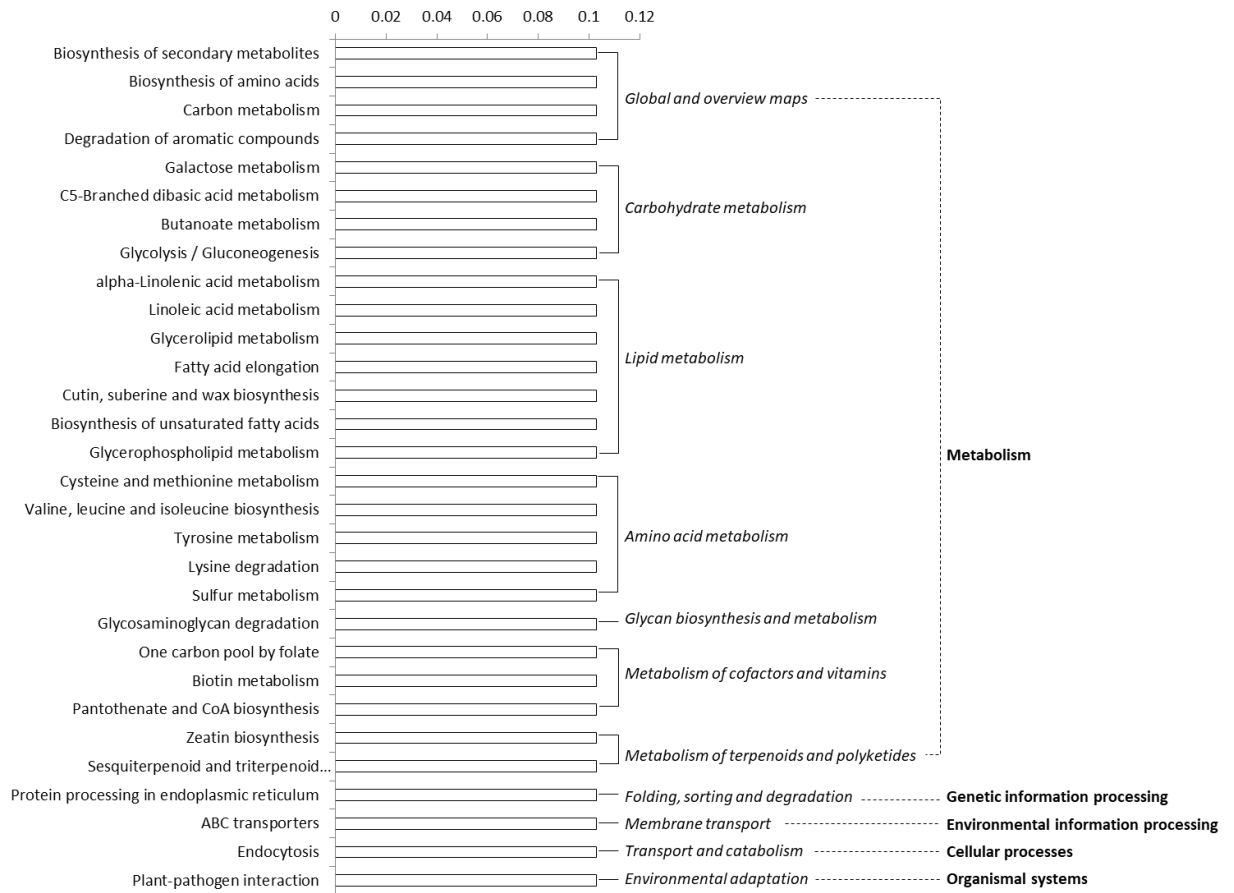 0 0.02 0.04 0.06 0.08 0.1 0.12
Biosynthesis of secondary metabolites
Biosynthesis of amino acids
Global and overview maps
Carbon metabolism
Degradation of aromatic compounds
Galactose metabolism
C5-Branched dibasic acid metabolism
Carbohydrate metabolism
Butanoate metabolism
Glycolysis / Gluconeogenesis
alpha-Linolenic acid metabolism
Linoleic acid metabolism
Glycerolipid metabolism
Lipid metabolism
Fatty acid elongation
Cutin, suberine and wax biosynthesis
Biosynthesis of unsaturated fatty acids
Glycerophospholipid metabolism
Metabolism
Cysteine and methionine metabolism
Valine, leucine and isoleucine biosynthesis
Tyrosine metabolism
Amino acid metabolism
Lysine degradation
Sulfur metabolism
Glycosaminoglycan degradation
Glycan biosynthesis and metabolism
One carbon pool by folate
Metabolism of cofactors and vitamins
Biotin metabolism
Pantothenate and CoA biosynthesis
Zeatin biosynthesis
Metabolism of terpenoids and polyketides
Sesquiterpenoid and triterpenoid...
Protein processing in endoplasmic reticulum
Folding, sorting and degradation
Genetic information processing
ABC transporters
Membrane transport
Environmental information processing
Endocytosis
Transport and catabolism
Cellular processes
Plant-pathogen interaction
Environmental adaptation
Organismal systems